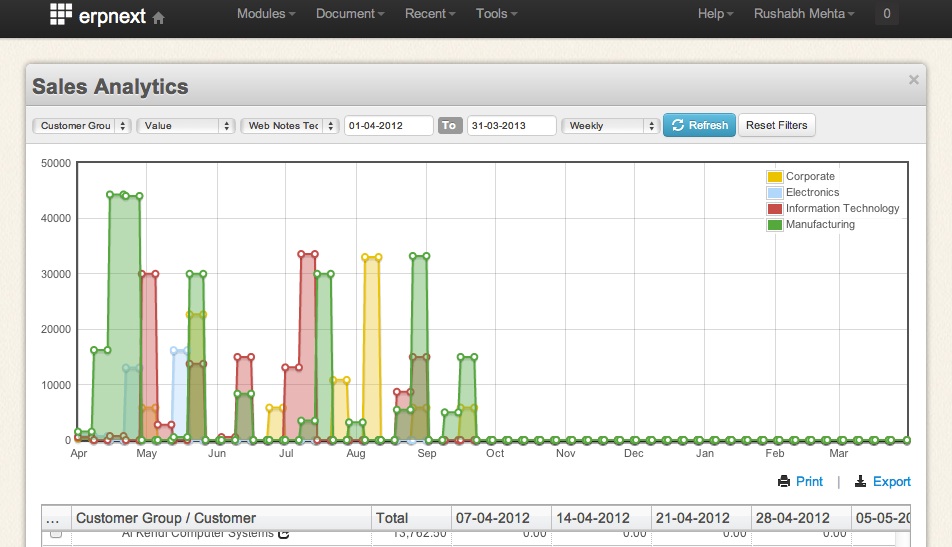 erpnext Modules Document Recent Tools Help Rushabh Mehta 0
Sales Analytics ×
Customer Grou Value Web Notes Tec 01-04-2012 To 31-03-2013 Weekly Refresh Reset Filters
50000
40000
30000
20000
10000
0
Corporate
Electronics
Information Technology
Manufacturing
Apr May Jun Jul Aug Sep Oct Nov Dec Jan Feb Mar
Print | Export
... Customer Group / Customer Total 07-04-2012 14-04-2012 21-04-2012 28-04-2012 05-05-20
Computer Systems 13,762.50 0.00 0.00 0.00 0.00